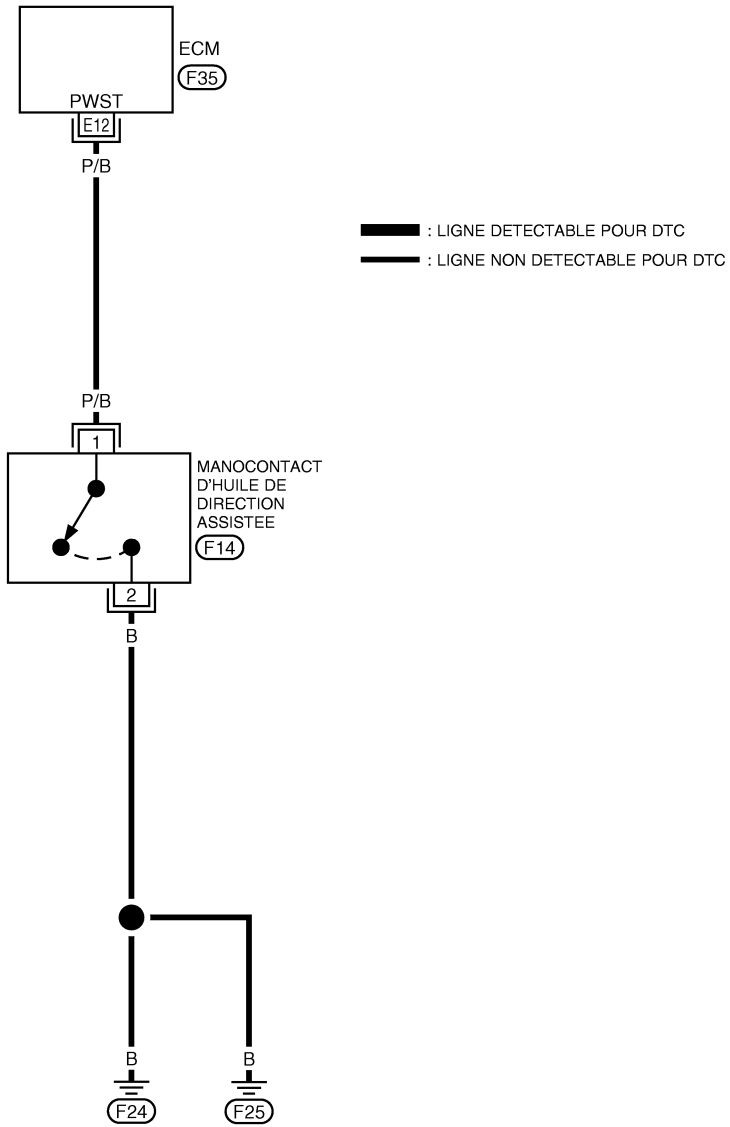 ECM
F35
PWST
E12
P/B
: LIGNE DETECTABLE POUR DTC
: LIGNE NON DETECTABLE POUR DTC
P/B
1
MANOCONTACT
D'HUILE DE
DIRECTION
ASSISTEE
F14
2
B
B
B
F24
F25